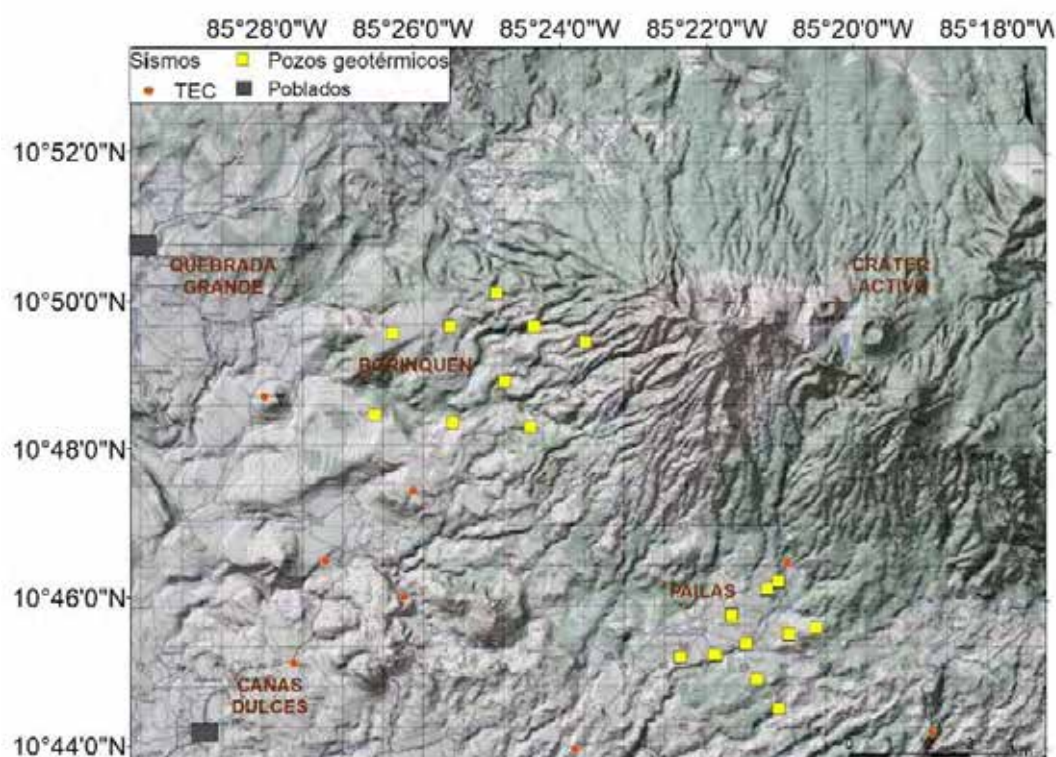 85°28'0"W 85°26'0"W 85°24'0"W 85°22'0"W 85°20'0"W 85°18'0"W
Sismos
Pozos geotérmicos
TEC
Poblados
10°52'0"N
QUEBRADA
GRANDE
CRÁTER
ACTIVO
10°50'0"N
BORINQUEN
10°48'0"N
10°46'0"N
PAILAS
CAÑAS
DULCES
10°44'0"N